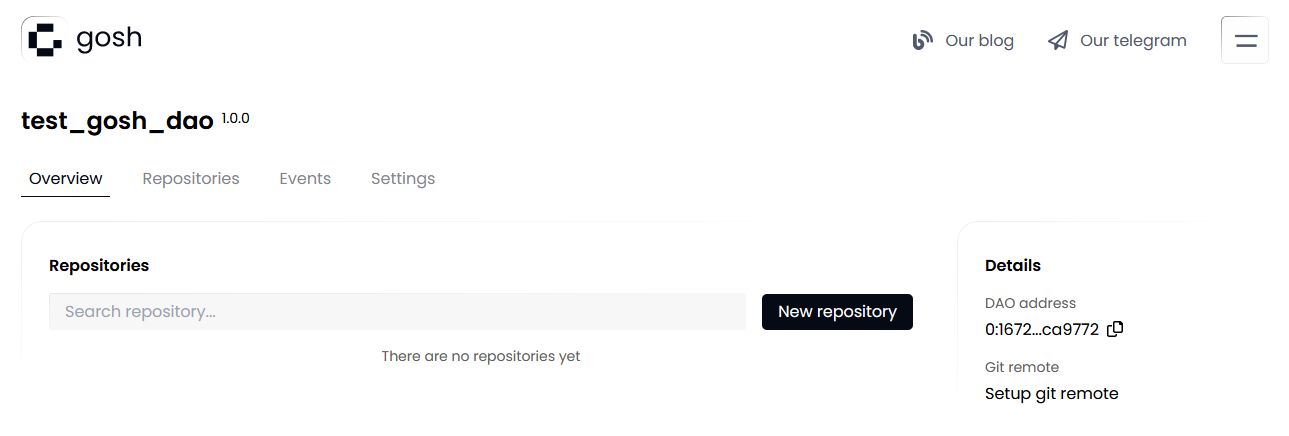 gosh
Our blog
Our telegram
test_gosh_dao 1.0.0
Overview
Repositories
Events
Settings
Repositories
Search repository...
New repository
There are no repositories yet
Details
DAO address
0:1672...ca9772
Git remote
Setup git remote